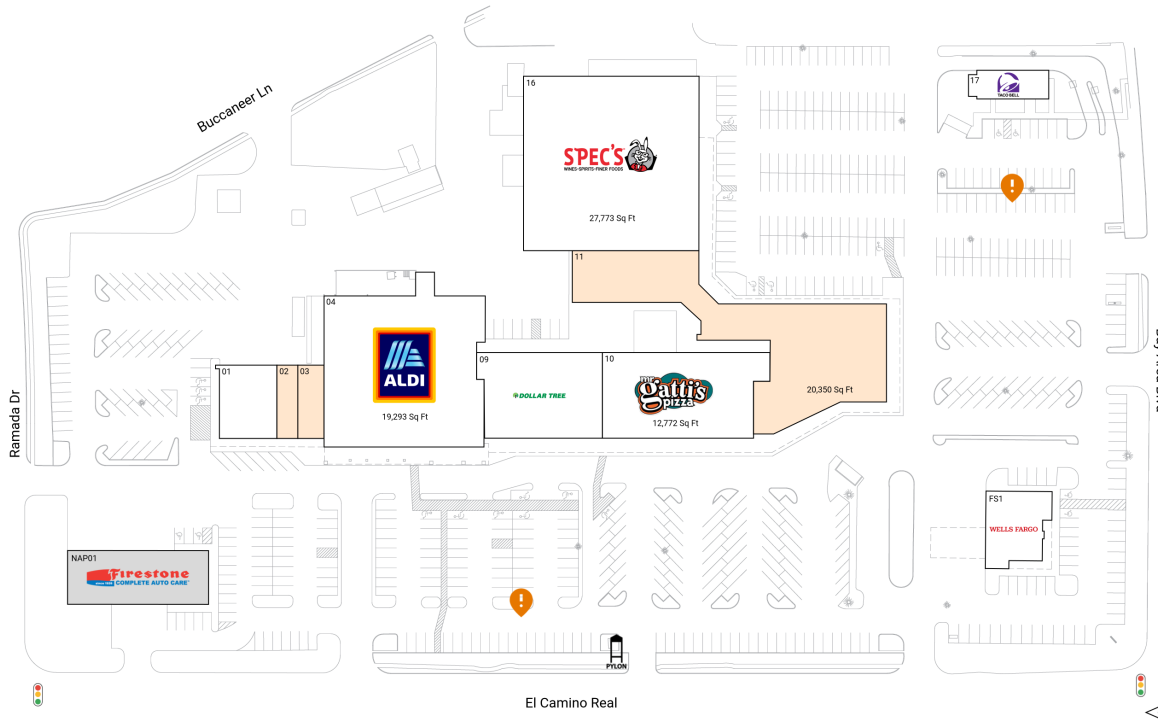 16
17
TACO BELL
Buccaneer Ln
SPEC'S
WINES•SPIRITS•FINER FOODS
27,773 Sq Ft
11
04
ALDI
19,293 Sq Ft
01
02
03
09
DOLLAR TREE
10
mr gatti's
pizza
12,772 Sq Ft
20,350 Sq Ft
Ramada Dr
FS1
WELLS FARGO
NAP01
Firestone
COMPLETE AUTO CARE
PYLON
El Camino Real